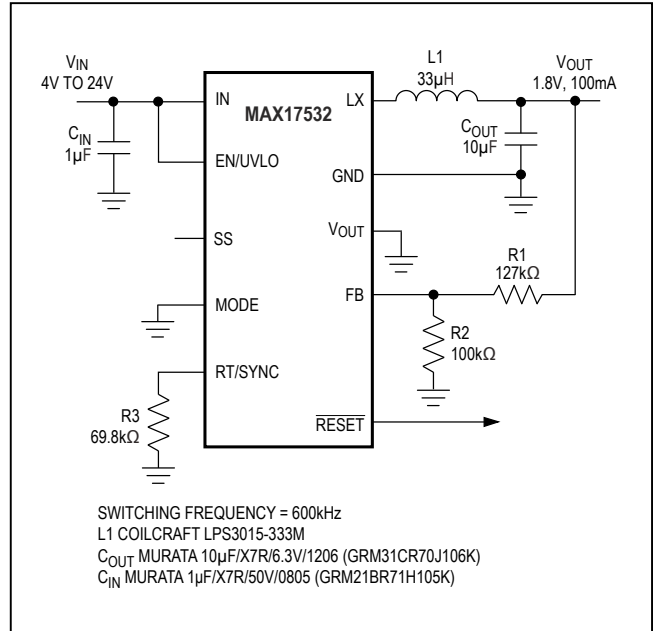 VIN
4V TO 24V
CIN
1µF
IN
EN/UVLO
SS
MODE
RT/SYNC
R3
69.8kΩ
MAX17532
LX
GND
VOUT
FB
RESET
L1
33µH
COUT
10µF
VOUT
1.8V, 100mA
R1
127kΩ
R2
100kΩ
SWITCHING FREQUENCY = 600kHz
L1 COILCRAFT LPS3015-333M
COUT MURATA 10µF/X7R/6.3V/1206 (GRM31CR70J106K)
CIN MURATA 1µF/X7R/50V/0805 (GRM21BR71H105K)